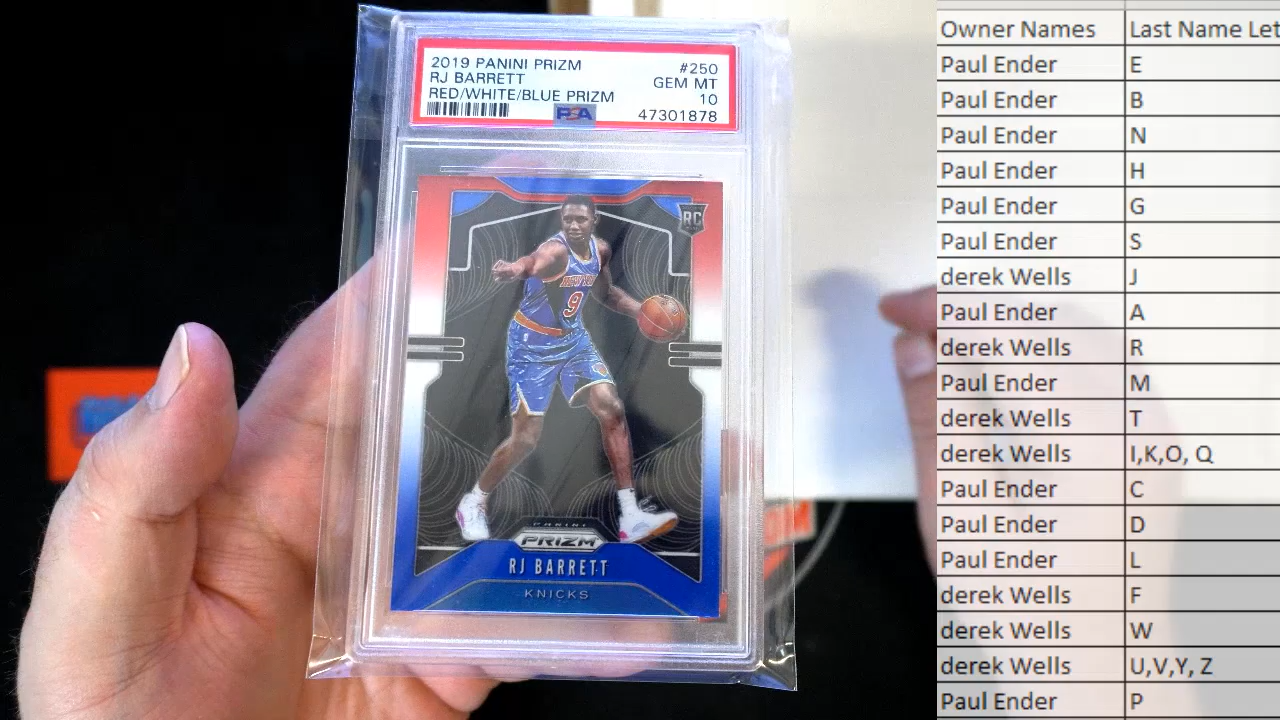 2019 PANINI PRIZM #250
RJ BARRETT GEM MT
RED/WHITE/BLUE PRIZM 10
PSA 47301878
RC
NEW YORK
9
PANINI
PRIZM
RJ BARRETT
KNICKS
Owner Names Last Name Let
Paul Ender E
Paul Ender B
Paul Ender N
Paul Ender H
Paul Ender G
Paul Ender S
derek Wells J
Paul Ender A
derek Wells R
Paul Ender M
derek Wells T
derek Wells I,K,O, Q
Paul Ender C
Paul Ender D
Paul Ender L
derek Wells F
derek Wells W
derek Wells U,V,Y, Z
Paul Ender P